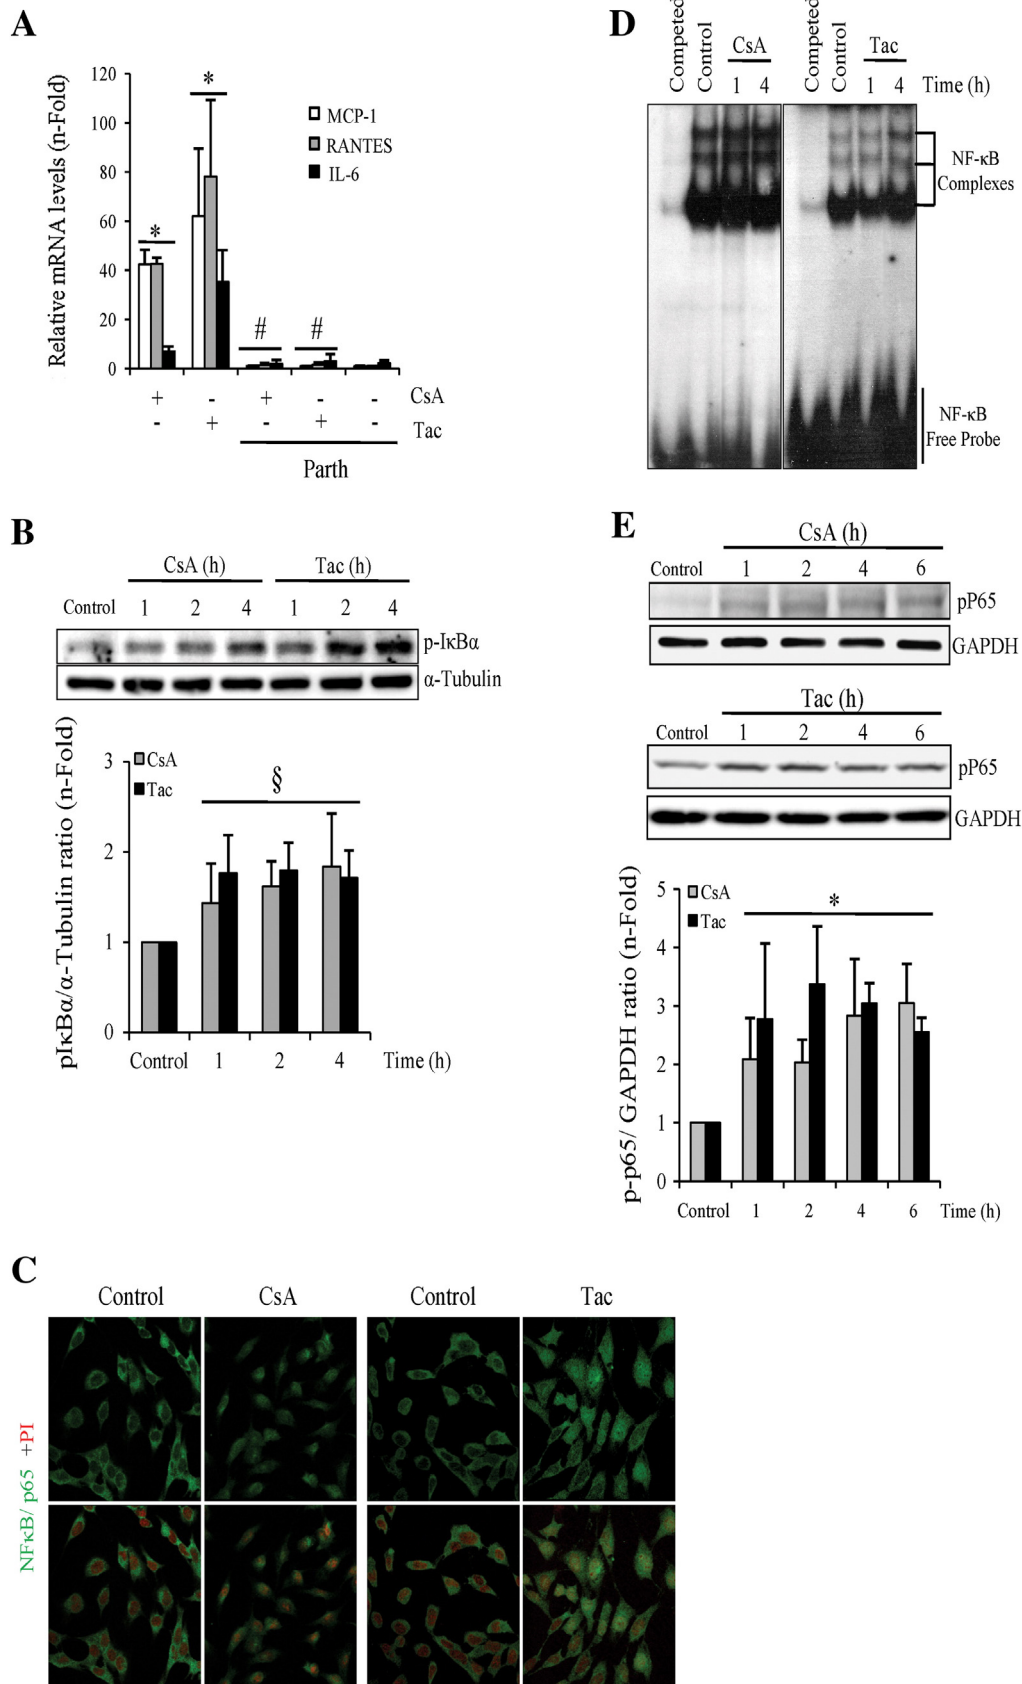 A
Relative mRNA levels (n-Fold)
120
100
80
60
40
20
0
MCP-1
RANTES
IL-6
*
*
#
#
+ - + - - CsA
- + - + - Tac
Parth
B
CsA (h) Tac (h)
Control 1 2 4 1 2 4
p-IκBα
α-Tubulin
pIκBα/α-Tubulin ratio (n-Fold)
3
2
1
0
CsA
Tac
§
Control 1 2 4 Time (h)
C
Control CsA Control Tac
NFκB/ p65 +PI
D
Competed Control CsA Competed Control Tac
1 4 1 4 Time (h)
NF-κB
Complexes
NF-κB
Free Probe
E
CsA (h)
Control 1 2 4 6
pP65
GAPDH
Tac (h)
Control 1 2 4 6
pP65
GAPDH
p-p65/ GAPDH ratio (n-Fold)
5
4
3
2
1
0
CsA
Tac
*
Control 1 2 4 6 Time (h)